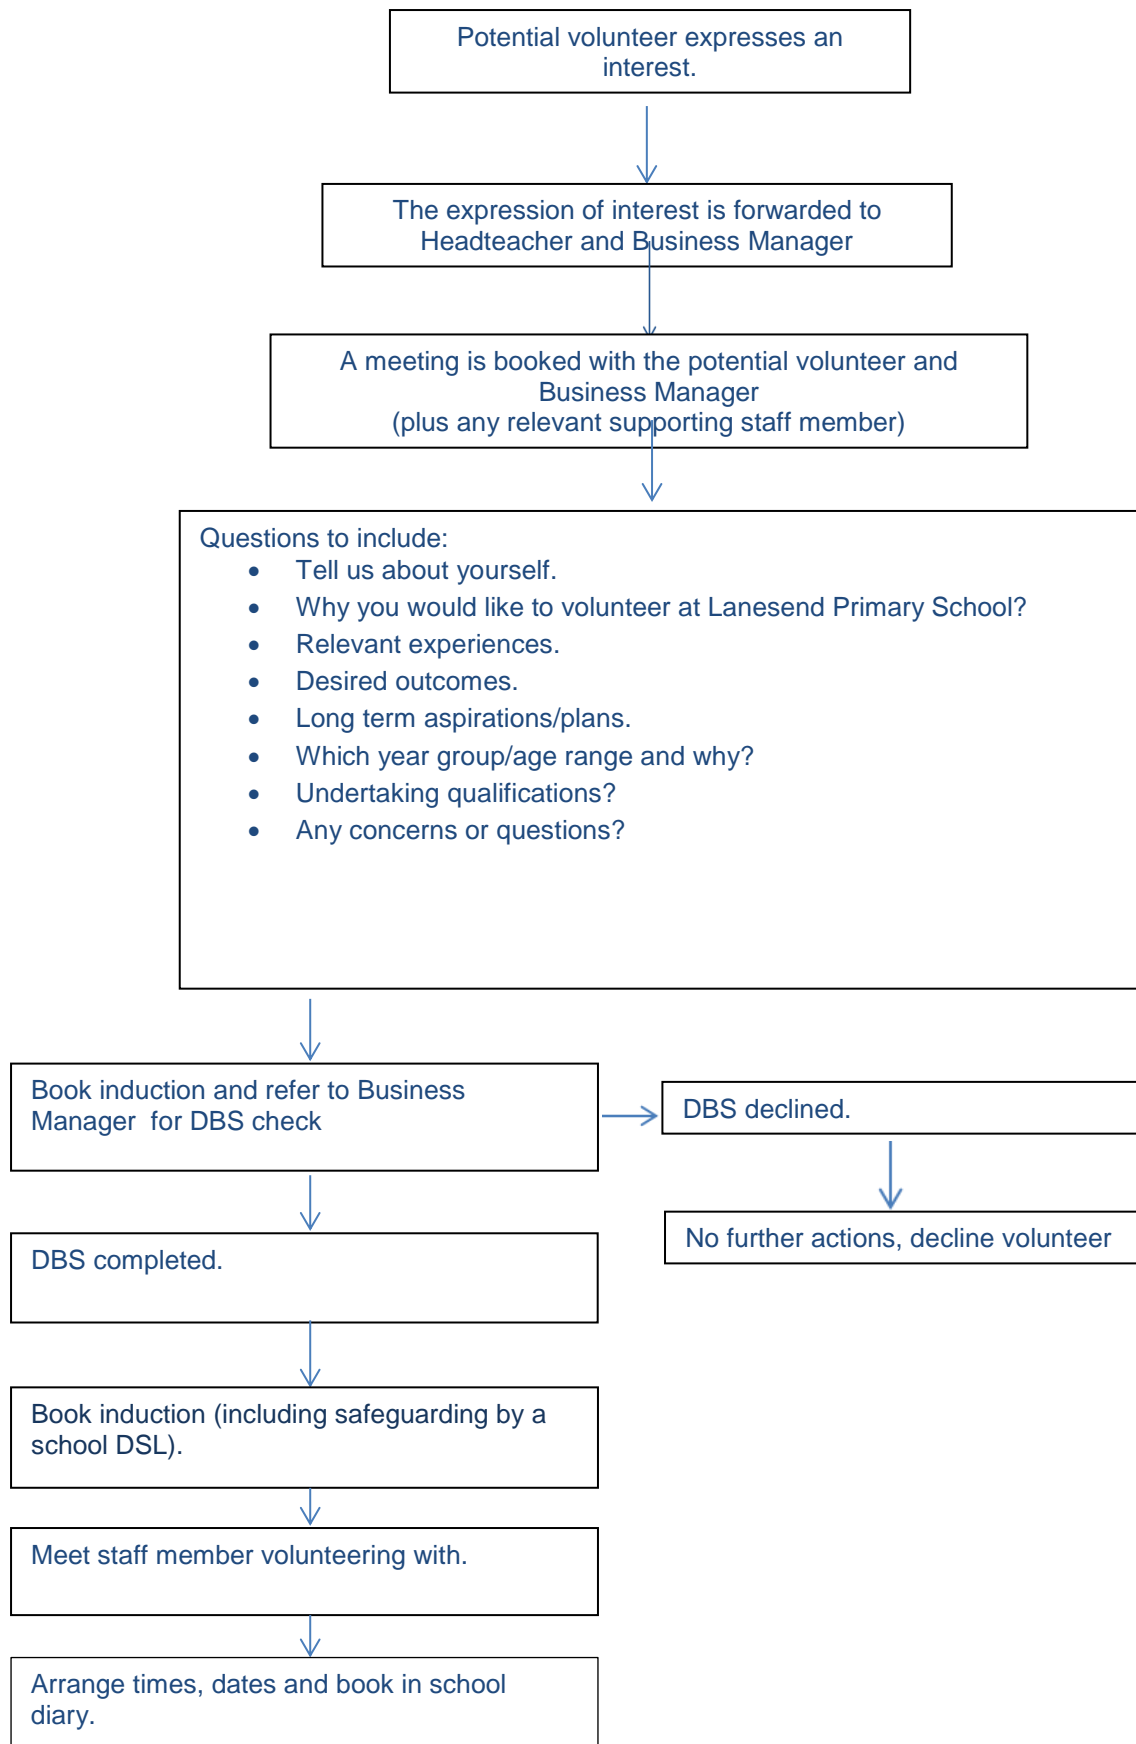 Potential volunteer expresses an
interest.
The expression of interest is forwarded to
Headteacher and Business Manager
A meeting is booked with the potential volunteer and
Business Manager
(plus any relevant supporting staff member)
Questions to include:
• Tell us about yourself.
• Why you would like to volunteer at Lanesend Primary School?
• Relevant experiences.
• Desired outcomes.
• Long term aspirations/plans.
• Which year group/age range and why?
• Undertaking qualifications?
• Any concerns or questions?
Book induction and refer to Business
Manager  for DBS check
DBS declined.
No further actions, decline volunteer
DBS completed.
Book induction (including safeguarding by a
school DSL).
Meet staff member volunteering with.
Arrange times, dates and book in school
diary.